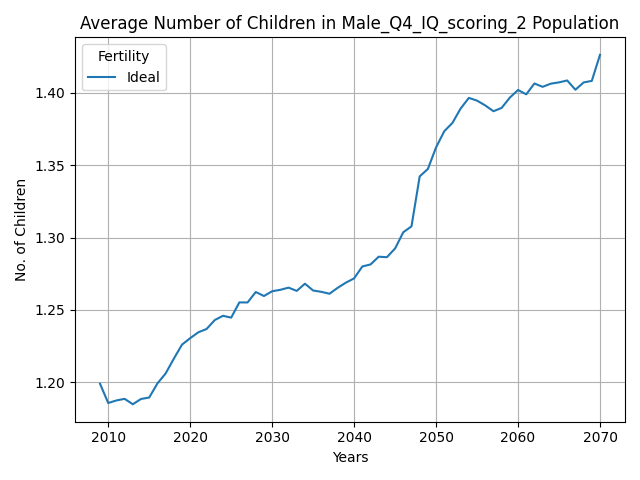 Average Number of Children in Male_Q4_IQ_scoring_2 Population
Fertility
Ideal
No. of Children
1.40
1.35
1.30
1.25
1.20
2010 2020 2030 2040 2050 2060 2070
Years